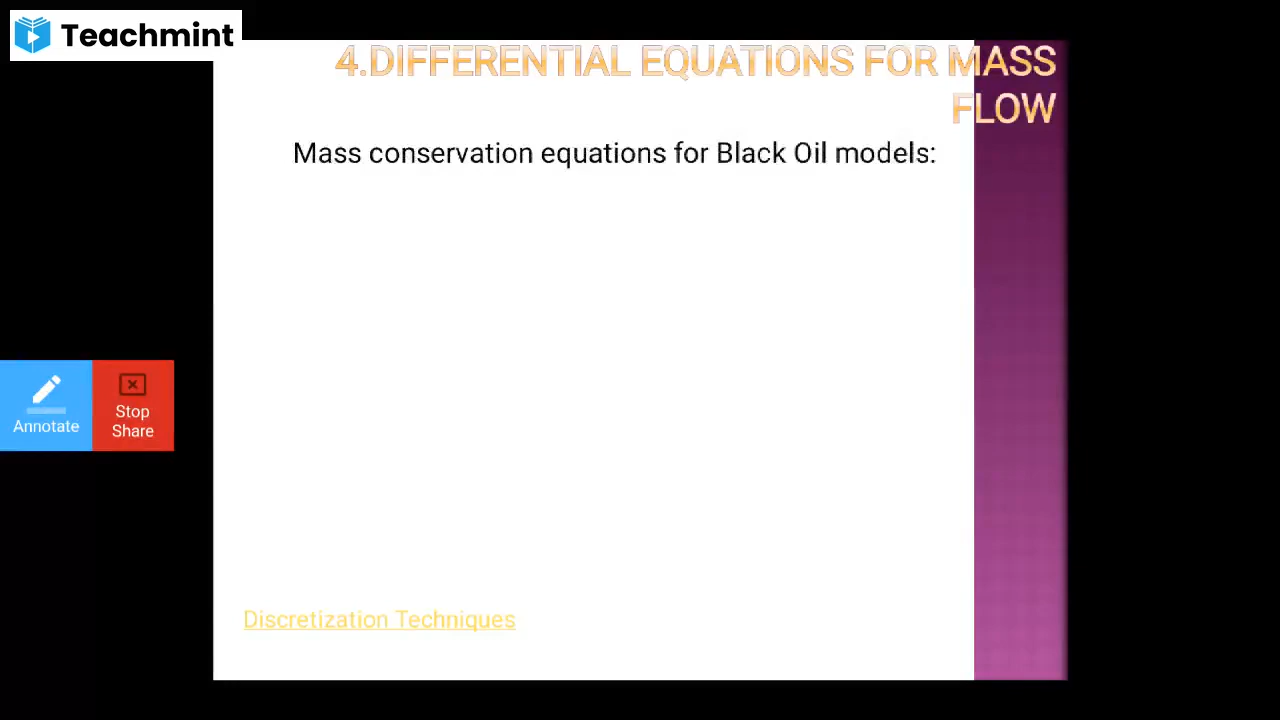 Teachmint
4.DIFFERENTIAL EQUATIONS FOR MASS
FLOW
Mass conservation equations for Black Oil models:
Annotate
Stop
Share
Discretization Techniques